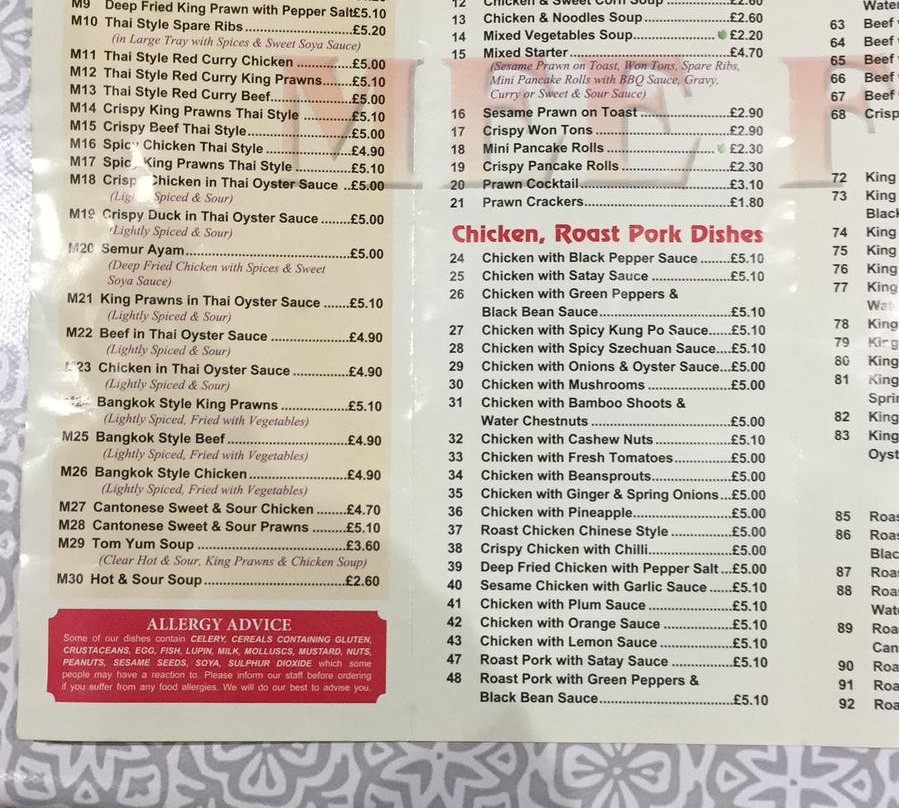 M9 Deep Fried King Prawn with Pepper Salt £5.10
M10 Thai Style Spare Ribs £5.20
(in Large Tray with Spices & Sweet Soya Sauce)
M11 Thai Style Red Curry Chicken £5.00
M12 Thai Style Red Curry King Prawns £5.10
M13 Thai Style Red Curry Beef £5.00
M14 Crispy King Prawns Thai Style £5.10
M15 Crispy Beef Thai Style £5.00
M16 Spicy Chicken Thai Style £4.90
M17 Spicy King Prawns Thai Style £5.10
M18 Crispy Chicken in Thai Oyster Sauce £5.00
(Lightly Spiced & Sour)
M19 Crispy Duck in Thai Oyster Sauce £5.00
(Lightly Spiced & Sour)
M20 Semur Ayam £5.00
(Deep Fried Chicken with Spices & Sweet
Soya Sauce)
M21 King Prawns in Thai Oyster Sauce £5.10
(Lightly Spiced & Sour)
M22 Beef in Thai Oyster Sauce £4.90
(Lightly Spiced & Sour)
M23 Chicken in Thai Oyster Sauce £4.90
(Lightly Spiced & Sour)
Bangkok Style King Prawns £5.10
(Lightly Spiced, Fried with Vegetables)
M25 Bangkok Style Beef £4.90
(Lightly Spiced, Fried with Vegetables)
M26 Bangkok Style Chicken £4.90
(Lightly Spiced, Fried with Vegetables)
M27 Cantonese Sweet & Sour Chicken £4.70
M28 Cantonese Sweet & Sour Prawns £5.10
M29 Tom Yum Soup £3.60
(Clear Hot & Sour, King Prawns & Chicken Soup)
M30 Hot & Sour Soup £2.60
ALLERGY ADVICE
Some of our dishes contain CELERY, CEREALS CONTAINING GLUTEN,
CRUSTACEANS, EGG, FISH, LUPIN, MILK, MOLLUSCS, MUSTARD, NUTS,
PEANUTS, SESAME SEEDS, SOYA, SULPHUR DIOXIDE which some
people may have a reaction to. Please inform our staff before ordering
if you suffer from any food allergies. We will do our best to advise you.
12 Chicken & Sweet Corn Soup £2.60
13 Chicken & Noodles Soup £2.60
14 Mixed Vegetables Soup £2.20
15 Mixed Starter £4.70
(Sesame Prawn on Toast, Won Tons, Spare Ribs,
Mini Pancake Rolls with BBQ Sauce, Gravy,
Curry or Sweet & Sour Sauce)
16 Sesame Prawn on Toast £2.90
17 Crispy Won Tons £2.90
18 Mini Pancake Rolls £2.30
19 Crispy Pancake Rolls £2.30
20 Prawn Cocktail £3.10
21 Prawn Crackers £1.80
Chicken, Roast Pork Dishes
24 Chicken with Black Pepper Sauce £5.10
25 Chicken with Satay Sauce £5.10
26 Chicken with Green Peppers &
Black Bean Sauce £5.10
27 Chicken with Spicy Kung Po Sauce £5.10
28 Chicken with Spicy Szechuan Sauce £5.10
29 Chicken with Onions & Oyster Sauce £5.00
30 Chicken with Mushrooms £5.00
31 Chicken with Bamboo Shoots &
Water Chestnuts £5.00
32 Chicken with Cashew Nuts £5.10
33 Chicken with Fresh Tomatoes £5.00
34 Chicken with Beansprouts £5.00
35 Chicken with Ginger & Spring Onions £5.00
36 Chicken with Pineapple £5.00
37 Roast Chicken Chinese Style £5.00
38 Crispy Chicken with Chilli £5.00
39 Deep Fried Chicken with Pepper Salt £5.00
40 Sesame Chicken with Garlic Sauce £5.10
41 Chicken with Plum Sauce £5.10
42 Chicken with Orange Sauce £5.10
43 Chicken with Lemon Sauce £5.10
47 Roast Pork with Satay Sauce £5.10
48 Roast Pork with Green Peppers &
Black Bean Sauce £5.10
Water
63 Beef
64 Beef
65 Beef
66 Beef
67 Beef
68 Crisp
72 King
73 King
Black
74 King
75 King
76 King
77 King
Wat
78 King
79 King
80 King
81 King
Sprin
82 King
83 King
Oyst
85 Roas
86 Roas
Blac
87 Roa
88 Roa
Wat
89 Roa
Can
90 Roa
91 Roa
92 Roa